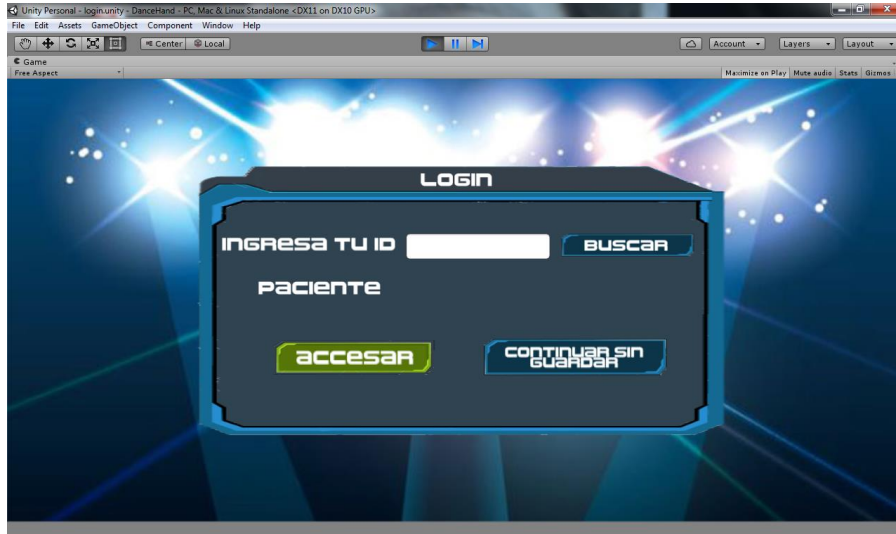 Unity Personal - login.unity - DanceHand - PC, Mac & Linux Standalone <DX11 on DX10 GPU>
File Edit Assets GameObject Component Window Help
Center Local Account Layers Layout
Game
Free Aspect Maximize on Play Mute audio Stats Gizmos
LOGIN
INGRESA TU ID BUSCAR
PACIENTE
ACCESAR CONTINUAR SIN
GUARDAR